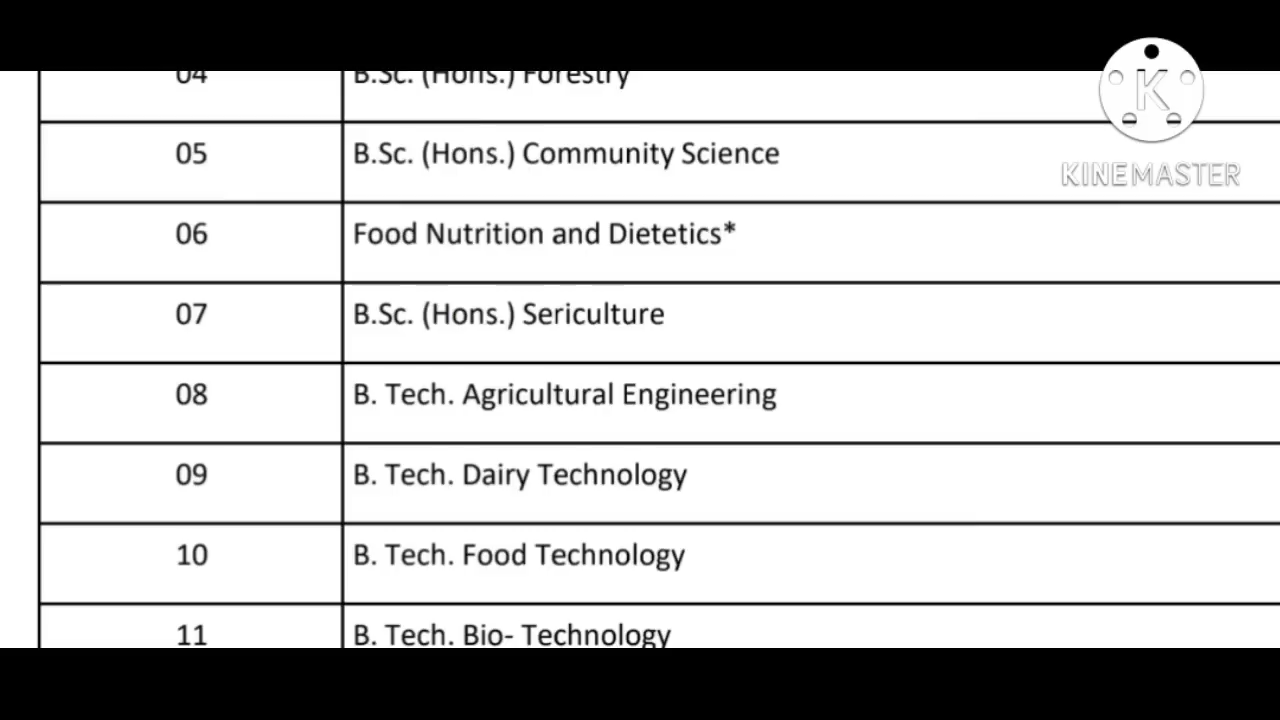 04 B.Sc. (Hons.) Forestry
05 B.Sc. (Hons.) Community Science
06 Food Nutrition and Dietetics*
07 B.Sc. (Hons.) Sericulture
08 B. Tech. Agricultural Engineering
09 B. Tech. Dairy Technology
10 B. Tech. Food Technology
11 B. Tech. Bio- Technology
K
KINEMASTER